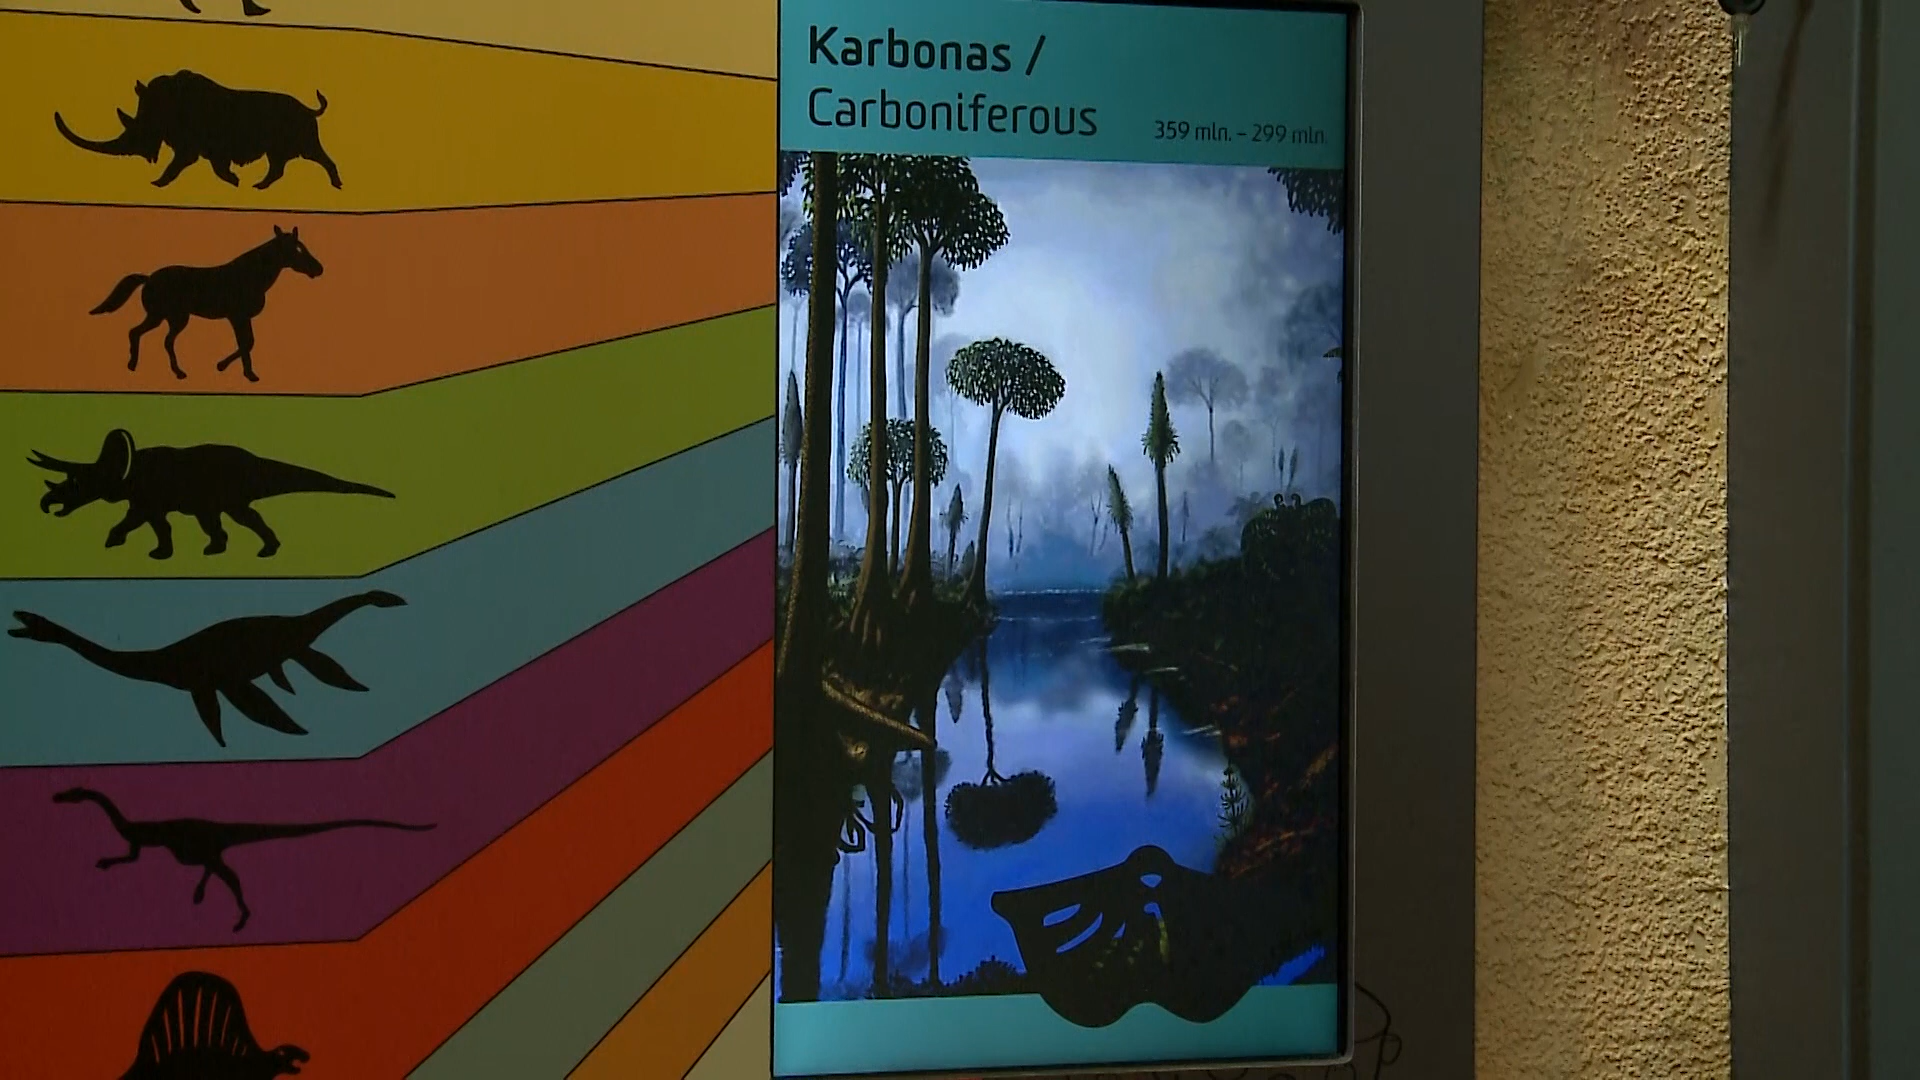 Karbonas /
Carboniferous
359 mln. – 299 mln.